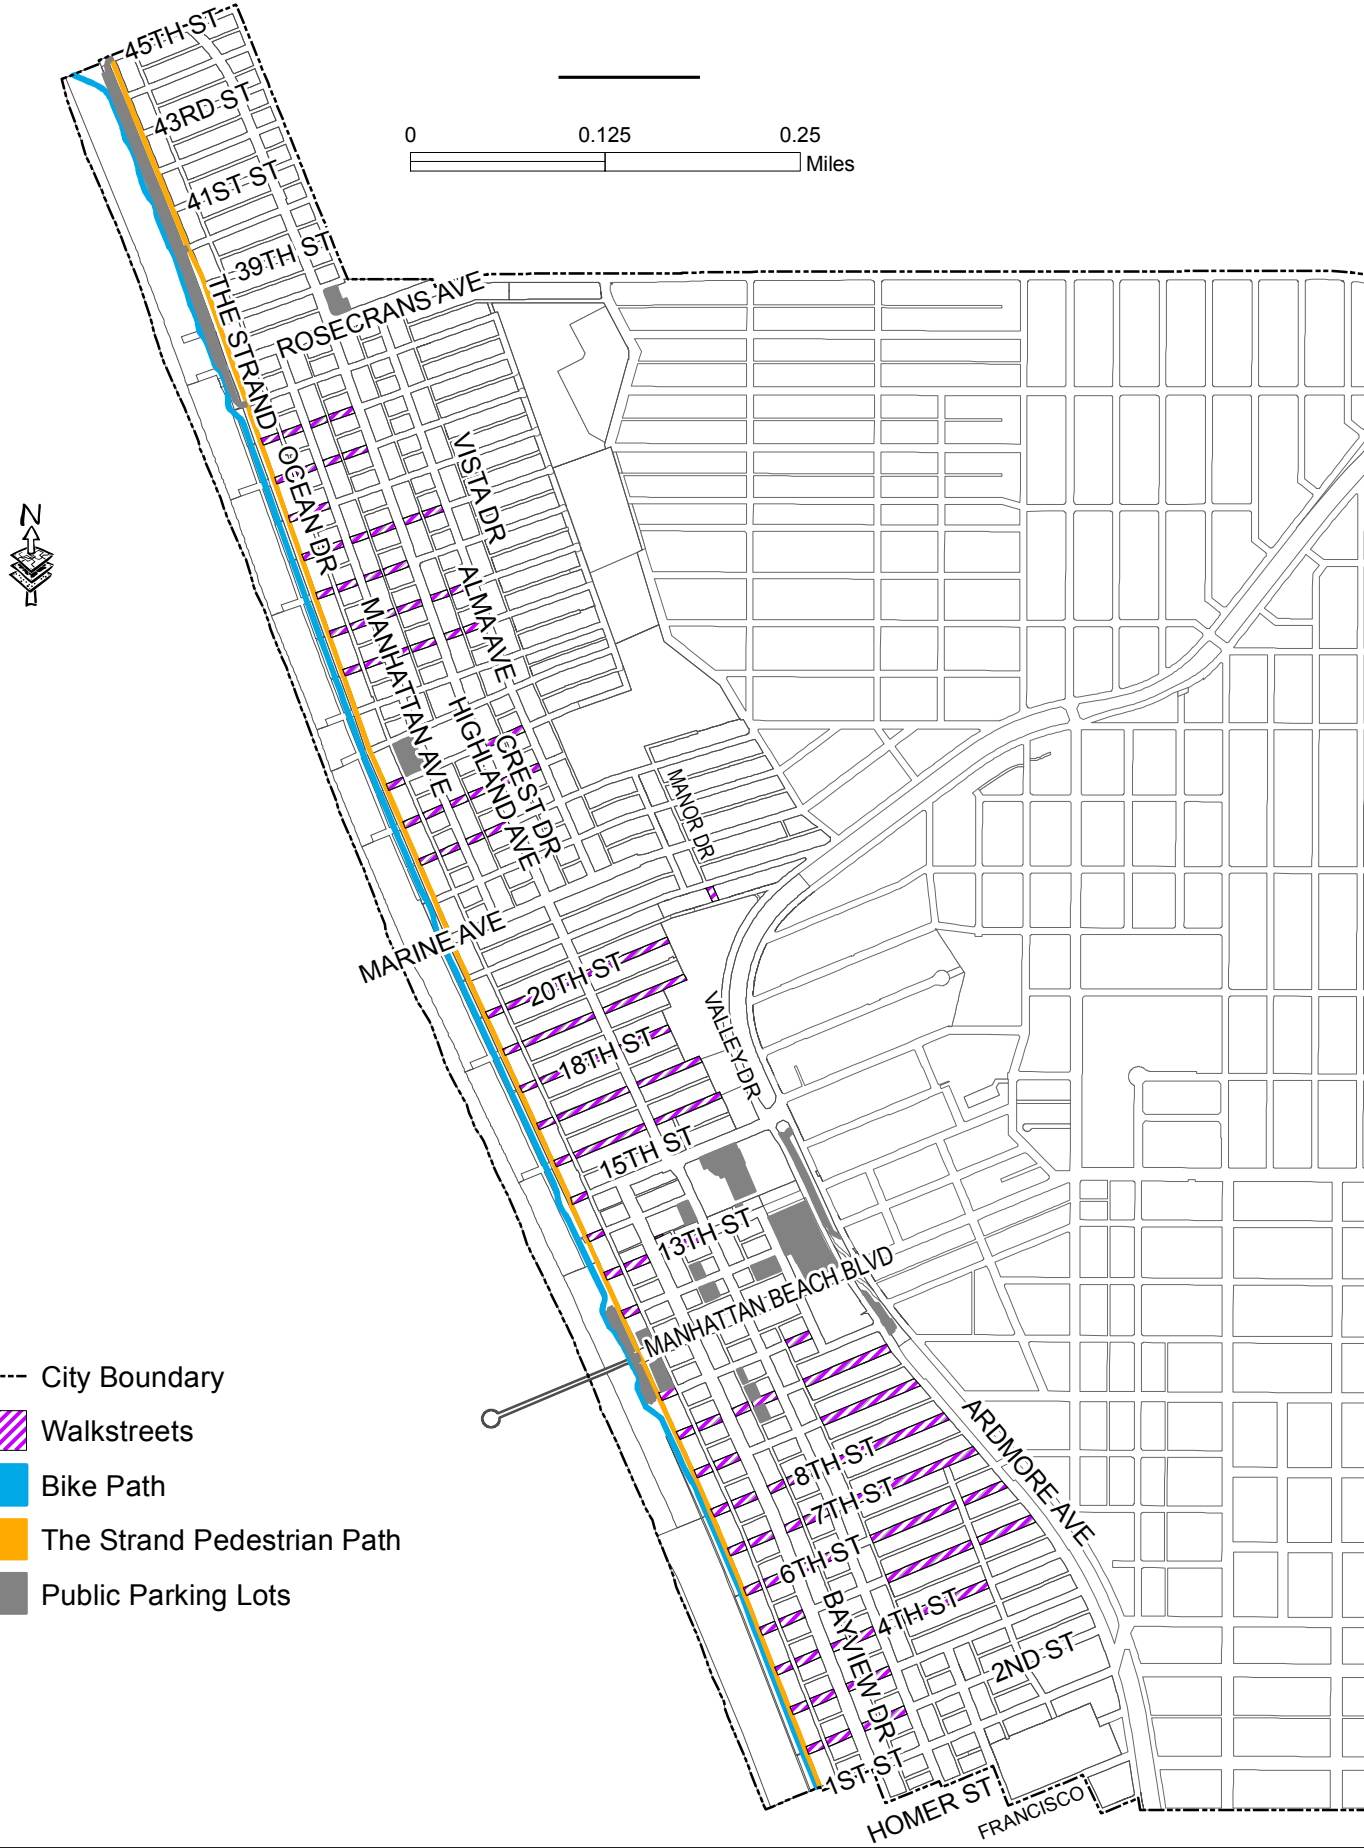 45TH ST
43RD ST
0 0.125 0.25
Miles
41ST ST
39TH ST
THE STRAND
ROSECRANS AVE
OCEAN DR
VISTA DR
N
ALMA AVE
MANHATTAN AVE
HIGHLAND AVE
CREST DR
MANOR DR
MARINE AVE
20TH ST
VALLEY DR
18TH ST
15TH ST
13TH ST
MANHATTAN BEACH BLVD
City Boundary
Walkstreets
Bike Path
The Strand Pedestrian Path
Public Parking Lots
ARDMORE AVE
8TH ST
7TH ST
6TH ST
BAYVIEW DR
4TH ST
2ND ST
1ST ST
HOMER ST
FRANCISCO